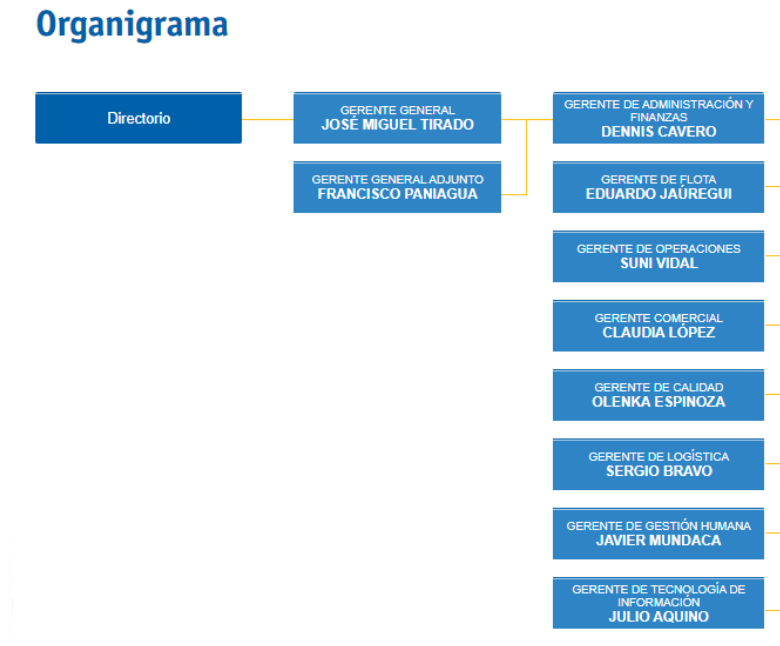 Organigrama
Directorio
GERENTE GENERAL
JOSÉ MIGUEL TIRADO
GERENTE GENERAL ADJUNTO
FRANCISCO PANIAGUA
GERENTE DE ADMINISTRACIÓN Y
FINANZAS
DENNIS CAVERO
GERENTE DE FLOTA
EDUARDO JAÚREGUI
GERENTE DE OPERACIONES
SUNI VIDAL
GERENTE COMERCIAL
CLAUDIA LÓPEZ
GERENTE DE CALIDAD
OLENKA ESPINOZA
GERENTE DE LOGÍSTICA
SERGIO BRAVO
GERENTE DE GESTIÓN HUMANA
JAVIER MUNDACA
GERENTE DE TECNOLOGÍA DE
INFORMACIÓN
JULIO AQUINO